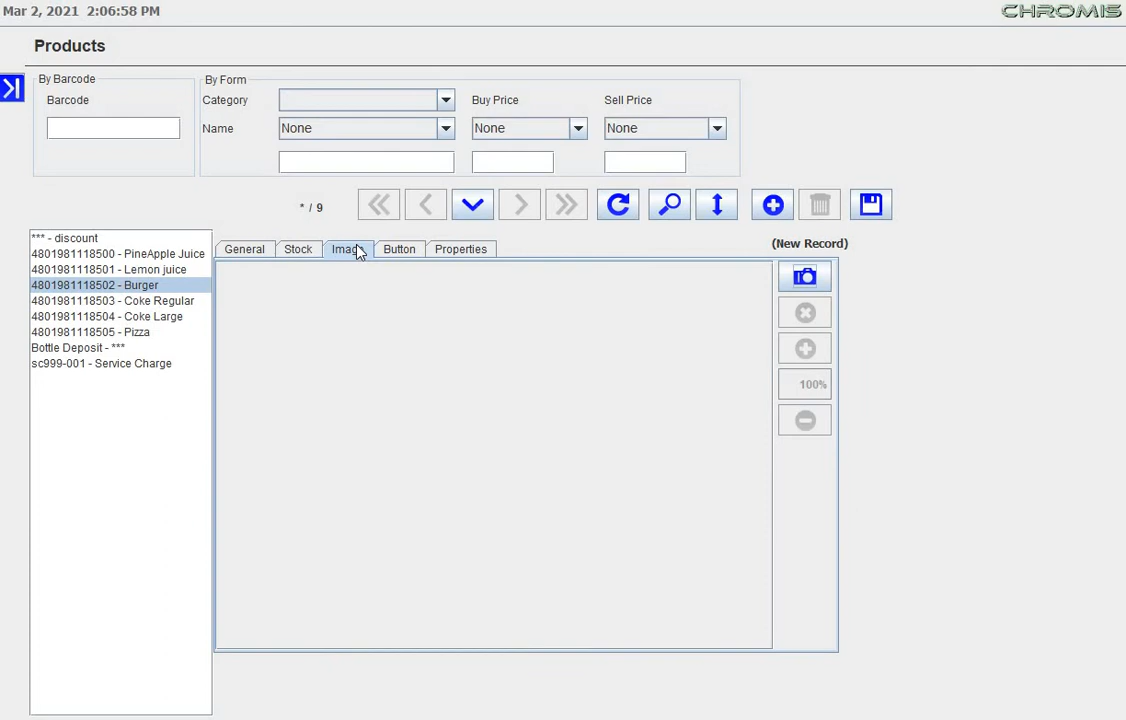 Mar 2, 2021 2:06:58 PM
CHROMIS
Products
By Barcode
By Form
Barcode
Category
Buy Price
Sell Price
Name
None
None
None
* / 9
*** - discount
4801981118500 - PineApple Juice
4801981118501 - Lemon juice
4801981118502 - Burger
4801981118503 - Coke Regular
4801981118504 - Coke Large
4801981118505 - Pizza
Bottle Deposit - ***
sc999-001 - Service Charge
General
Stock
Image
Button
Properties
(New Record)
100%